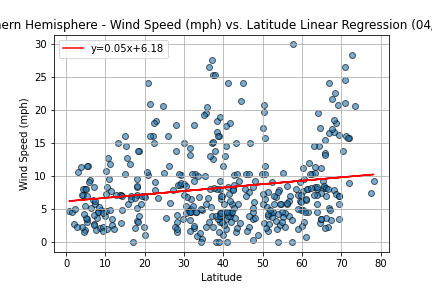 ern Hemisphere - Wind Speed (mph) vs. Latitude Linear Regression (04/
y=0.05x+6.18
30
25
20
15
10
5
0
Wind Speed (mph)
0 10 20 30 40 50 60 70 80
Latitude